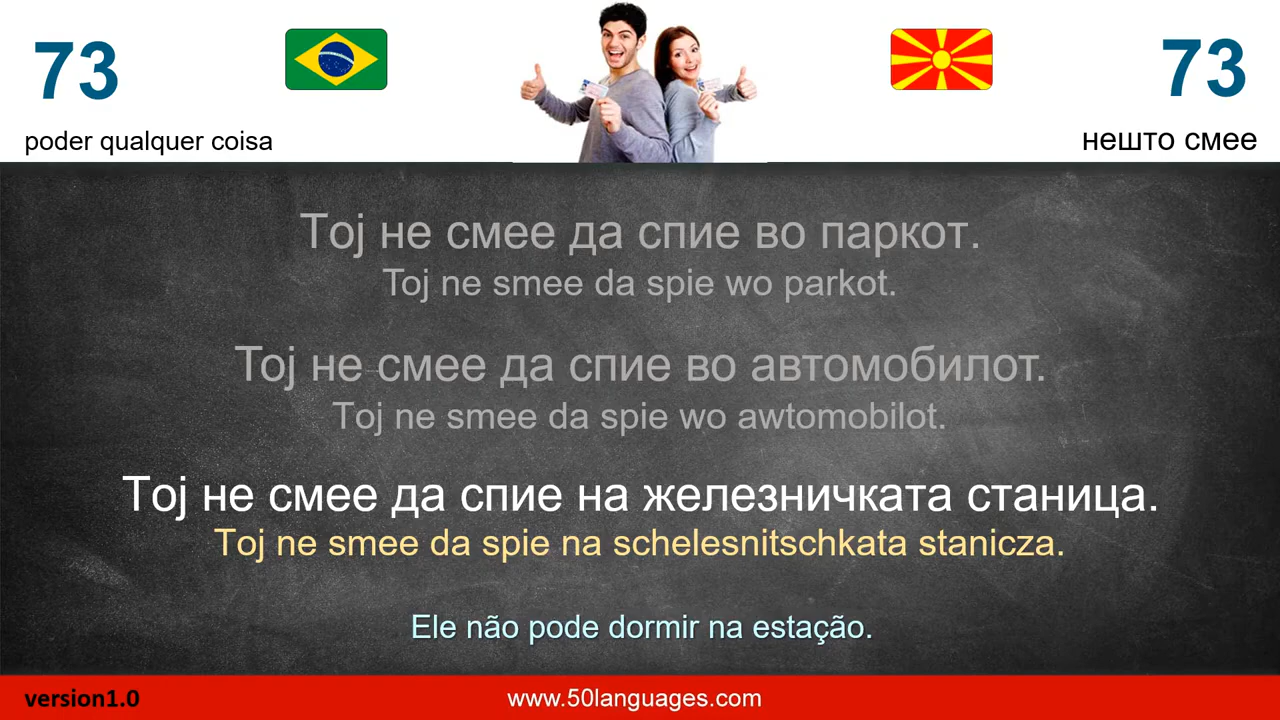 73
73
poder qualquer coisa
нешто смее
Тој не смее да спие во паркот.
Toj ne smee da spie wo parkot.
Тој не смее да спие во автомобилот.
Toj ne smee da spie wo awtomobilot.
Тој не смее да спие на железничката станица.
Toj ne smee da spie na schelesnitschkata stanicza.
Ele não pode dormir na estação.
version1.0
www.50languages.com